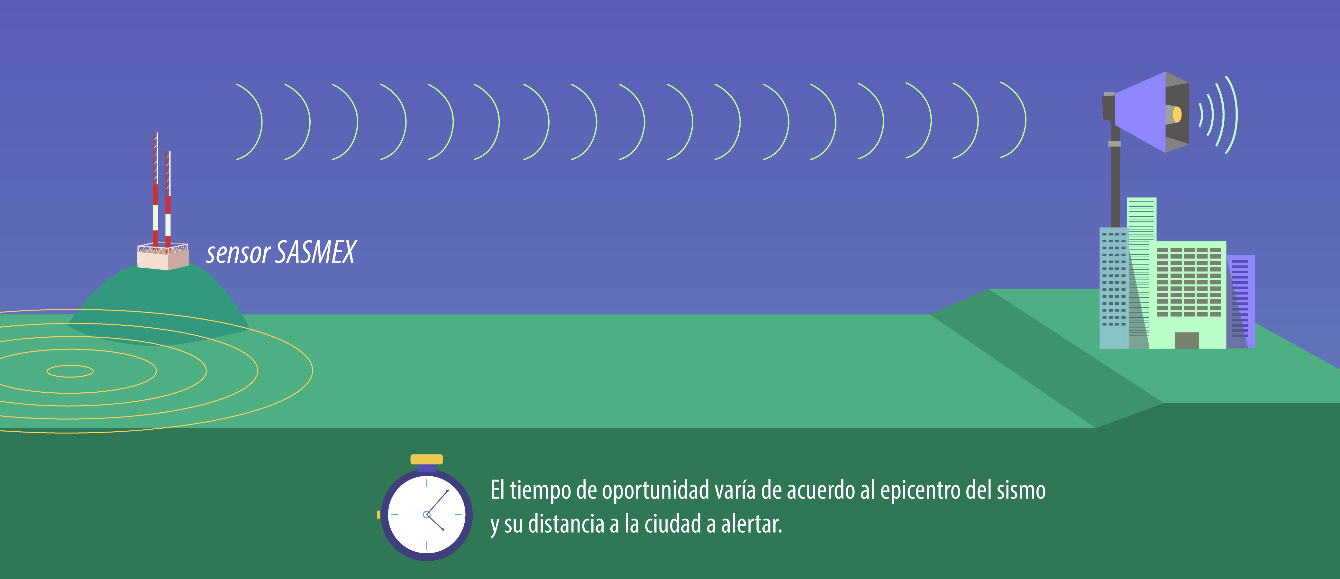 sensor SASMEX
El tiempo de oportunidad varía de acuerdo al epicentro del sismo
y su distancia a la ciudad a alertar.